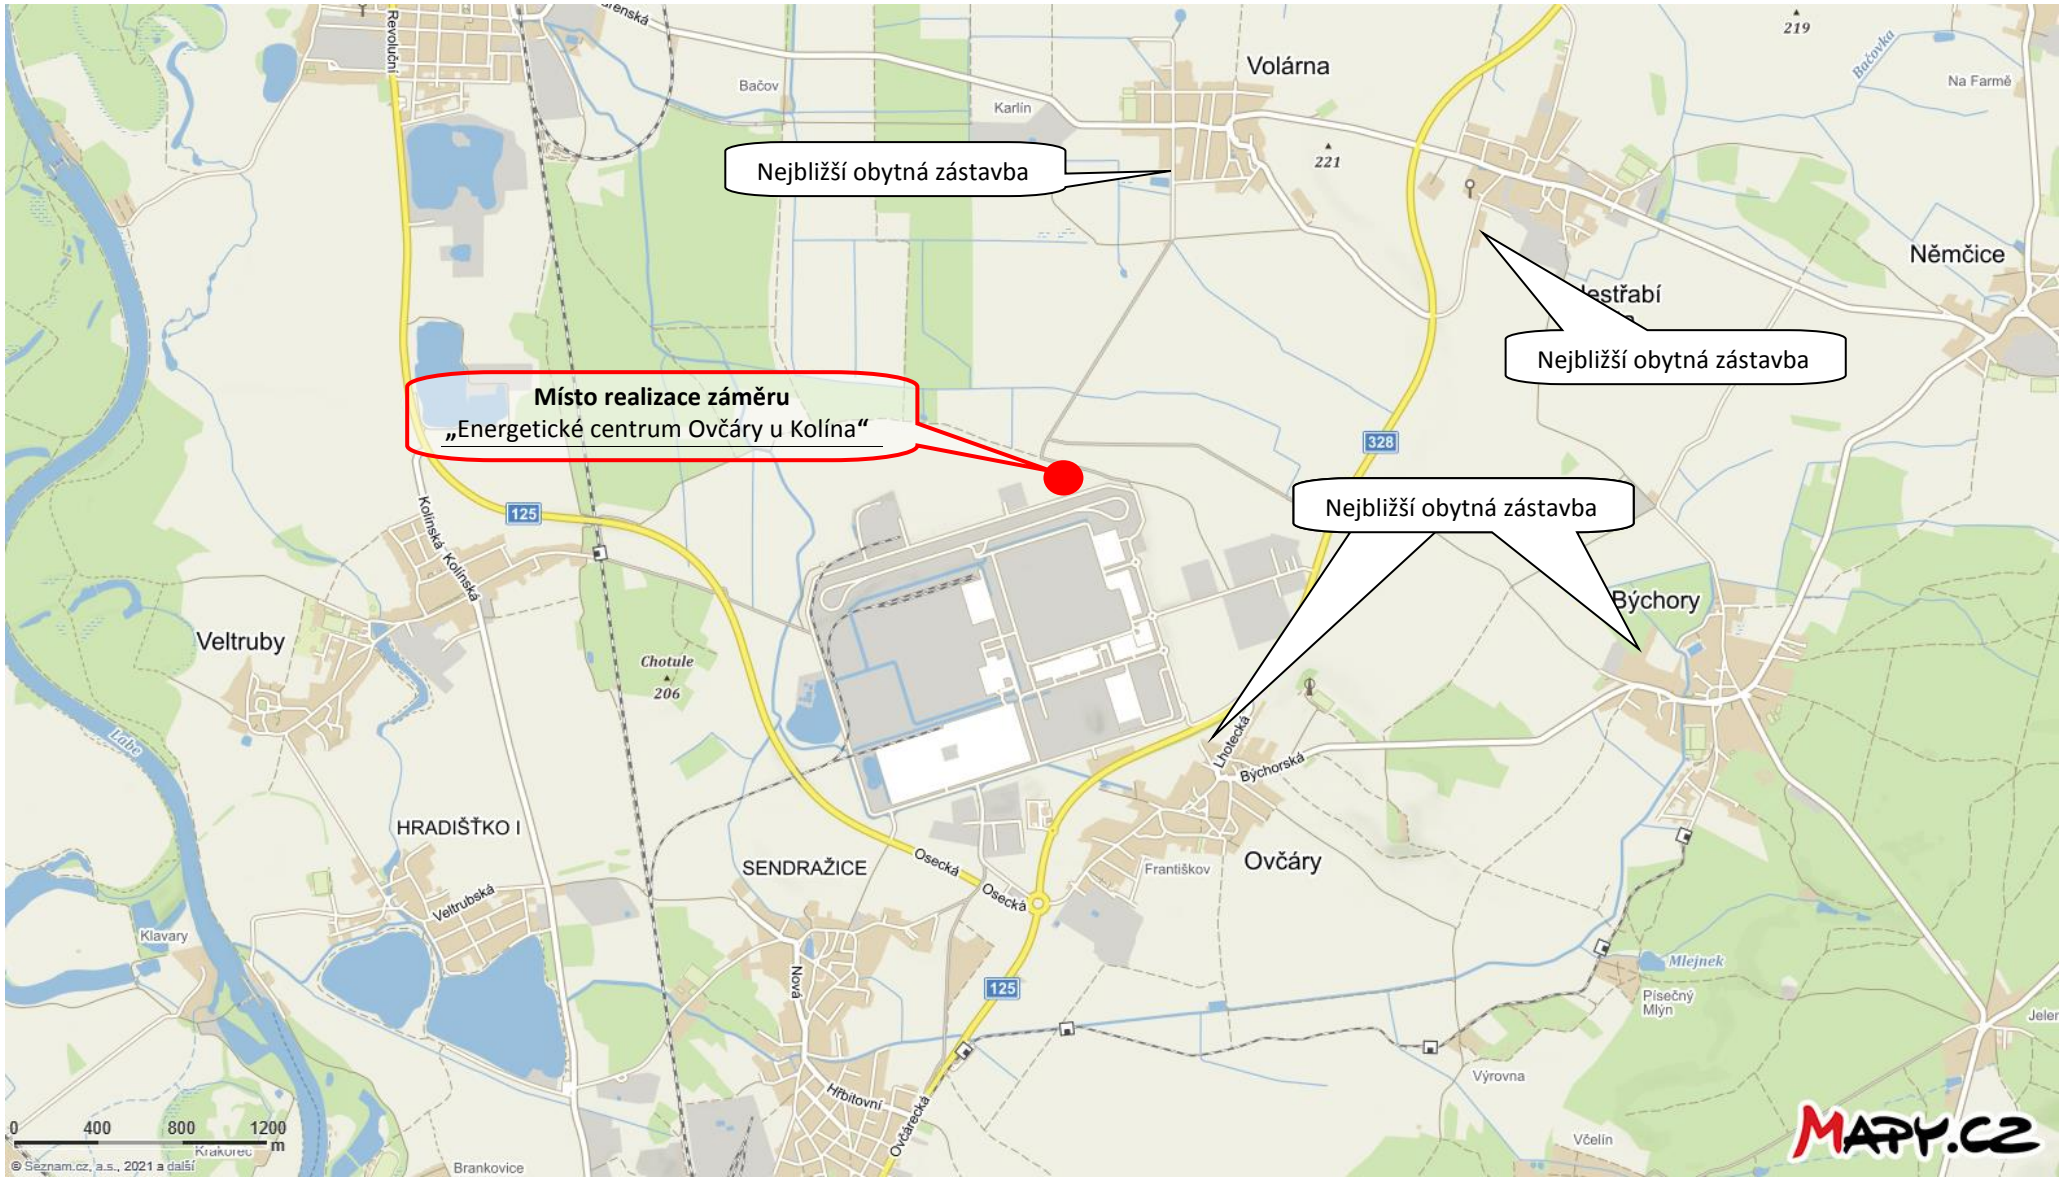 Revoluční
219
Bačovka
Volárna
Na Farmě
Bačov
Karlín
221
Nejbližší obytná zástavba
Němčice
Nejbližší obytná zástavba
Místo realizace záměru
„Energetické centrum Ovčáry u Kolína“
328
Nejbližší obytná zástavba
125
Kolínská
Kolínská
Býchory
Veltruby
Chotule
206
Labe
Lhotecká
Býchorská
HRADIŠŤKO I
Osecká
Ovčáry
SENDRAŽICE
Františkov
Osecká
Veltrubská
Klavary
Mlejnek
Nová
125
Písečný
Mlýn
Výrovna
Hřbitovní
Ovčárecká
0 400 800 1200
m
Včelín
Krakorec
© Seznam.cz, a.s., 2021 a další
Brankovice
MAPY.CZ